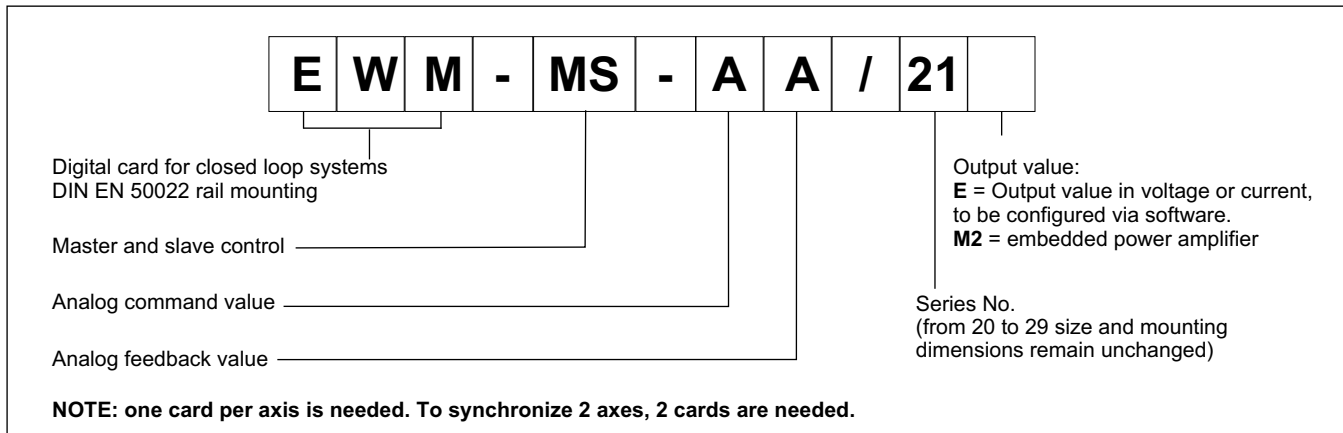 E W M - MS - A A / 21
Digital card for closed loop systems
DIN EN 50022 rail mounting
Master and slave control
Analog command value
Analog feedback value
Output value:
E = Output value in voltage or current,
to be configured via software.
M2 = embedded power amplifier
Series No.
(from 20 to 29 size and mounting
dimensions remain unchanged)
NOTE: one card per axis is needed. To synchronize 2 axes, 2 cards are needed.